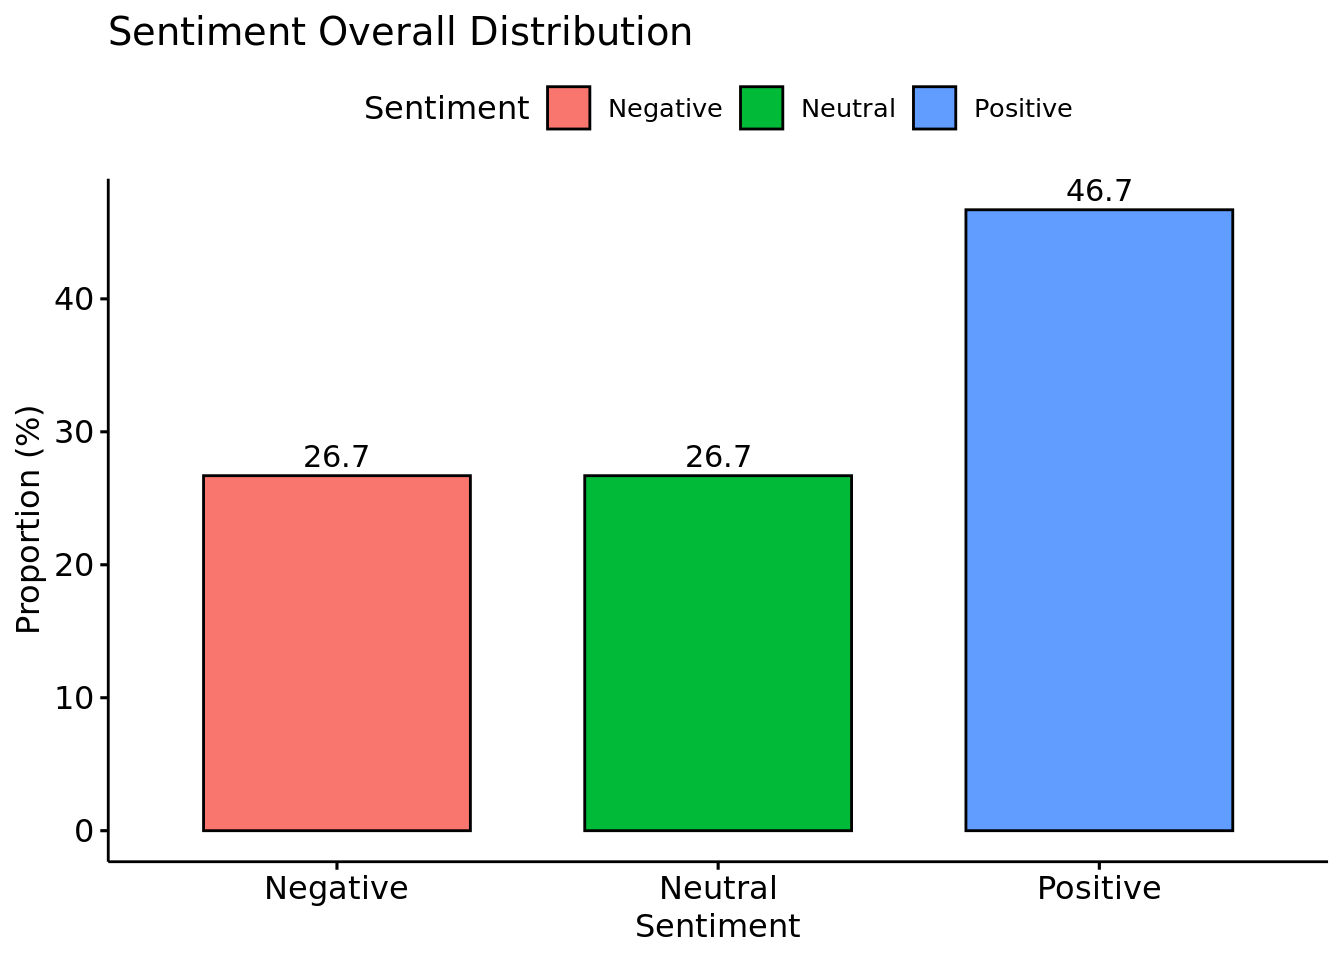 Sentiment Overall Distribution
Sentiment Negative Neutral Positive
46.7
40
30
26.7 26.7
20
10
0
Proportion (%)
Negative Neutral Positive
Sentiment